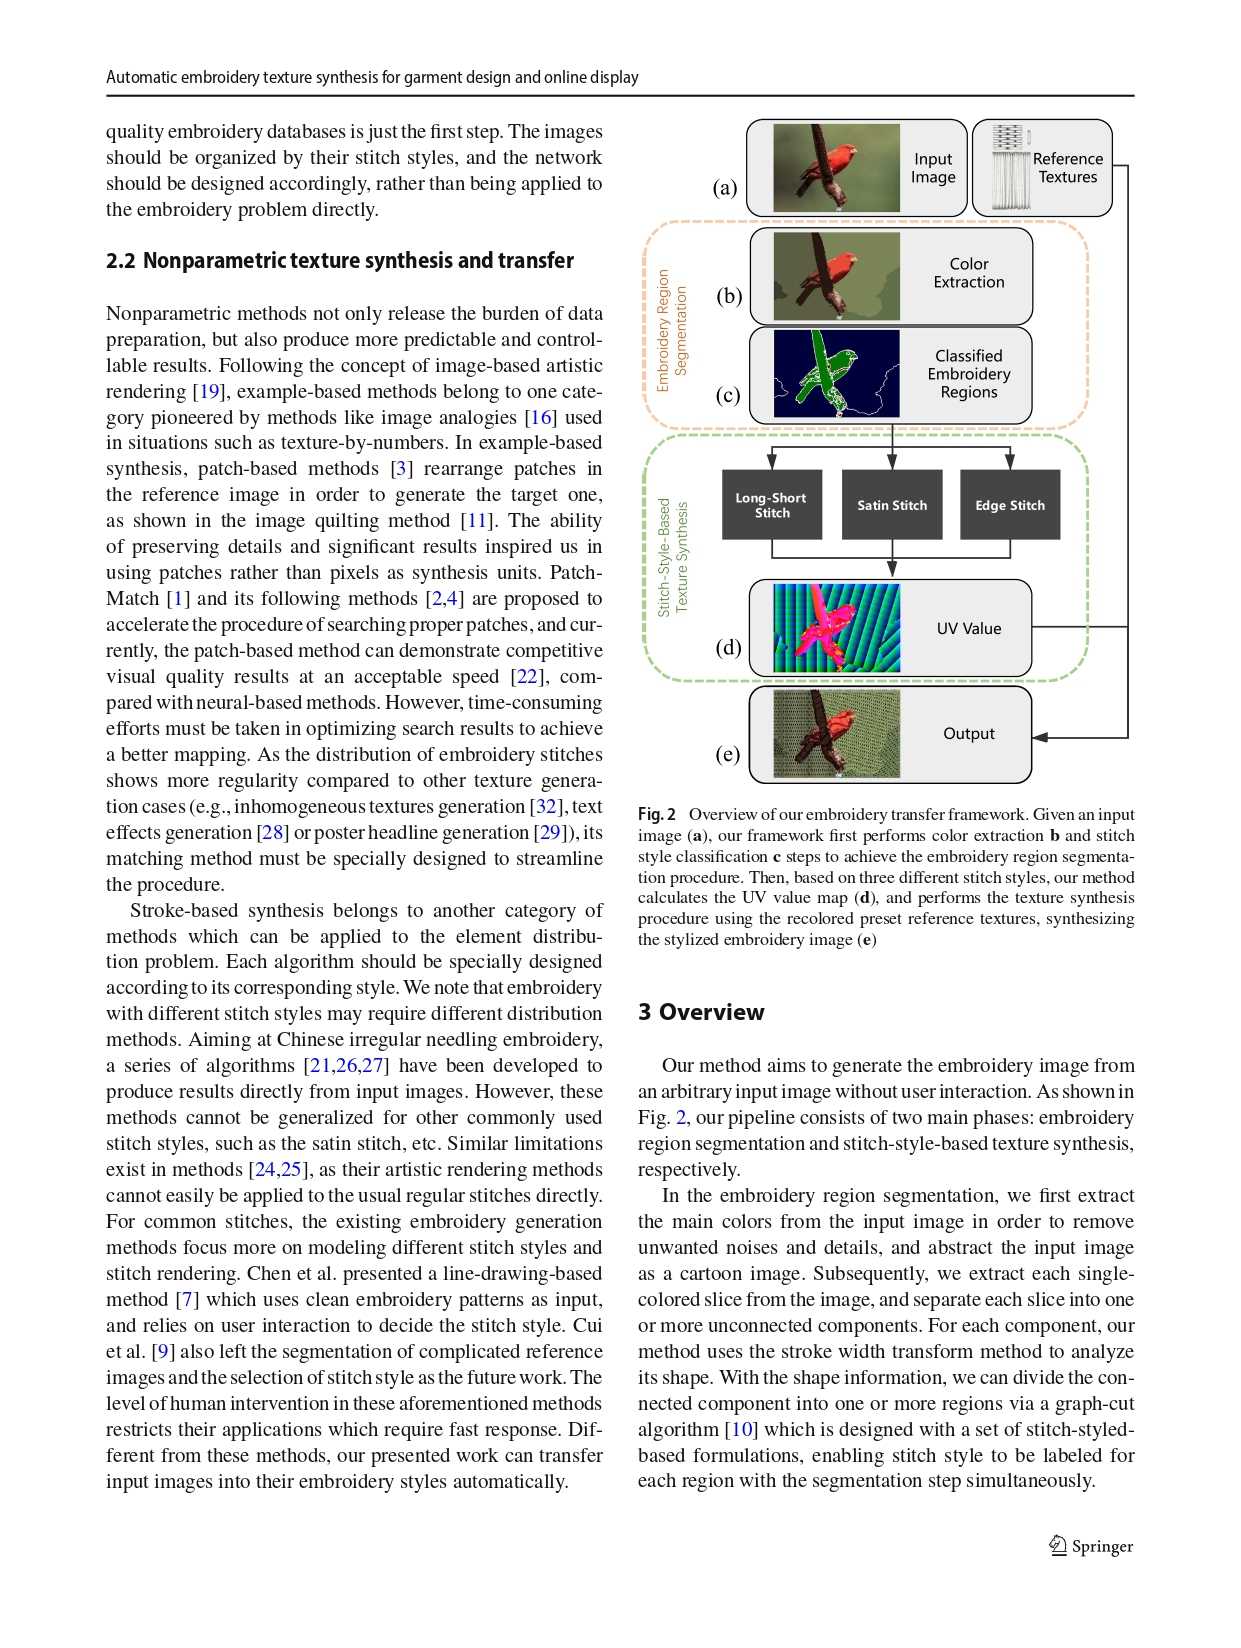 Automatic embroidery texture synthesis for garment design and online display
quality embroidery databases is just the first step. The images
should be organized by their stitch styles, and the network
should be designed accordingly, rather than being applied to
the embroidery problem directly.
2.2 Nonparametric texture synthesis and transfer
Nonparametric methods not only release the burden of data
preparation, but also produce more predictable and control-
lable results. Following the concept of image-based artistic
rendering [19], example-based methods belong to one cate-
gory pioneered by methods like image analogies [16] used
in situations such as texture-by-numbers. In example-based
synthesis, patch-based methods [3] rearrange patches in
the reference image in order to generate the target one,
as shown in the image quilting method [11]. The ability
of preserving details and significant results inspired us in
using patches rather than pixels as synthesis units. Patch-
Match [1] and its following methods [2,4] are proposed to
accelerate the procedure of searching proper patches, and cur-
rently, the patch-based method can demonstrate competitive
visual quality results at an acceptable speed [22], com-
pared with neural-based methods. However, time-consuming
efforts must be taken in optimizing search results to achieve
a better mapping. As the distribution of embroidery stitches
shows more regularity compared to other texture genera-
tion cases (e.g., inhomogeneous textures generation [32], text
effects generation [28] or poster headline generation [29]), its
matching method must be specially designed to streamline
the procedure.
Stroke-based synthesis belongs to another category of
methods which can be applied to the element distribu-
tion problem. Each algorithm should be specially designed
according to its corresponding style. We note that embroidery
with different stitch styles may require different distribution
methods. Aiming at Chinese irregular needling embroidery,
a series of algorithms [21,26,27] have been developed to
produce results directly from input images. However, these
methods cannot be generalized for other commonly used
stitch styles, such as the satin stitch, etc. Similar limitations
exist in methods [24,25], as their artistic rendering methods
cannot easily be applied to the usual regular stitches directly.
For common stitches, the existing embroidery generation
methods focus more on modeling different stitch styles and
stitch rendering. Chen et al. presented a line-drawing-based
method [7] which uses clean embroidery patterns as input,
and relies on user interaction to decide the stitch style. Cui
et al. [9] also left the segmentation of complicated reference
images and the selection of stitch style as the future work. The
level of human intervention in these aforementioned methods
restricts their applications which require fast response. Dif-
ferent from these methods, our presented work can transfer
input images into their embroidery styles automatically.
(a)
Input
Image
Reference
Textures
Embroidery Region
Segmentation
(b)
Color
Extraction
(c)
Classified
Embroidery
Regions
Stitch-Style-Based
Texture Synthesis
Long-Short
Stitch
Satin Stitch
Edge Stitch
(d)
UV Value
(e)
Output
Fig. 2 Overview of our embroidery transfer framework. Given an input
image (a), our framework first performs color extraction b and stitch
style classification c steps to achieve the embroidery region segmenta-
tion procedure. Then, based on three different stitch styles, our method
calculates the UV value map (d), and performs the texture synthesis
procedure using the recolored preset reference textures, synthesizing
the stylized embroidery image (e)
3 Overview
Our method aims to generate the embroidery image from
an arbitrary input image without user interaction. As shown in
Fig. 2, our pipeline consists of two main phases: embroidery
region segmentation and stitch-style-based texture synthesis,
respectively.
In the embroidery region segmentation, we first extract
the main colors from the input image in order to remove
unwanted noises and details, and abstract the input image
as a cartoon image. Subsequently, we extract each single-
colored slice from the image, and separate each slice into one
or more unconnected components. For each component, our
method uses the stroke width transform method to analyze
its shape. With the shape information, we can divide the con-
nected component into one or more regions via a graph-cut
algorithm [10] which is designed with a set of stitch-styled-
based formulations, enabling stitch style to be labeled for
each region with the segmentation step simultaneously.
Springer